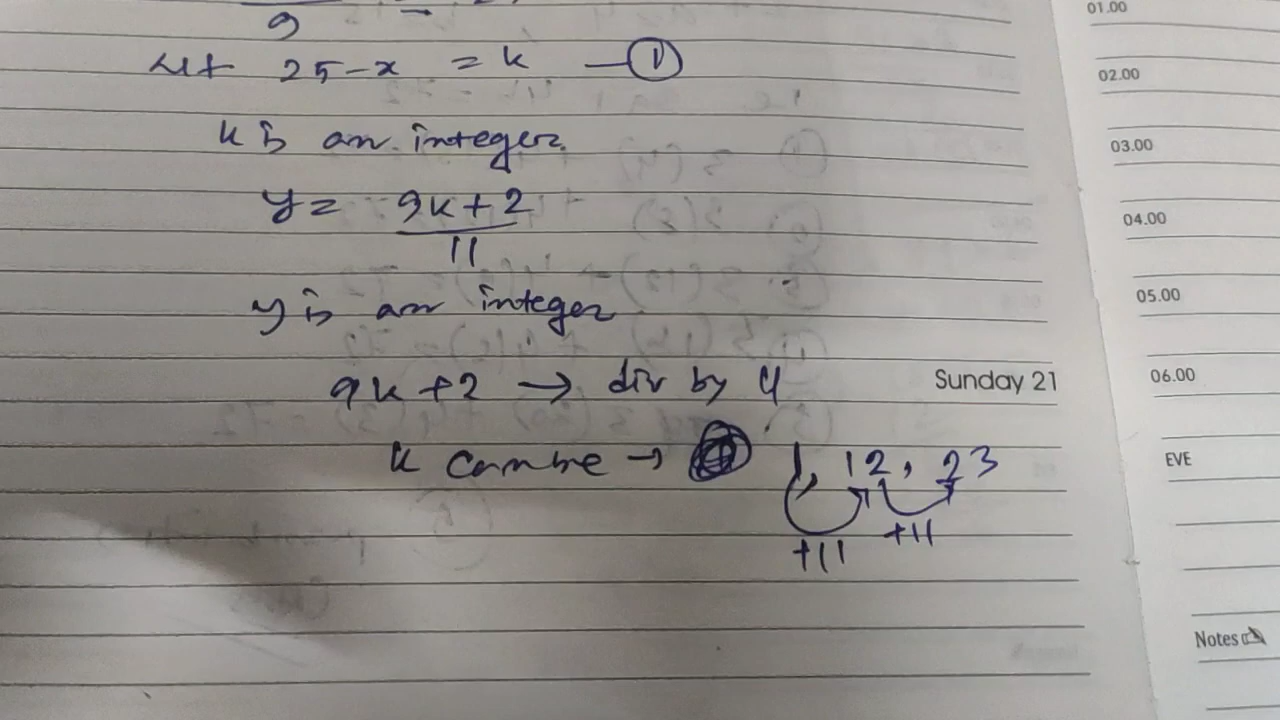 9
01.00
let 25-x = k —①
02.00
k is an integer.
03.00
y = 9k+2
11
04.00
y is an integer
05.00
9k+2 → div by 11
Sunday 21
06.00
k can be → 1, 12, 23
EVE
+11 +11
Notes